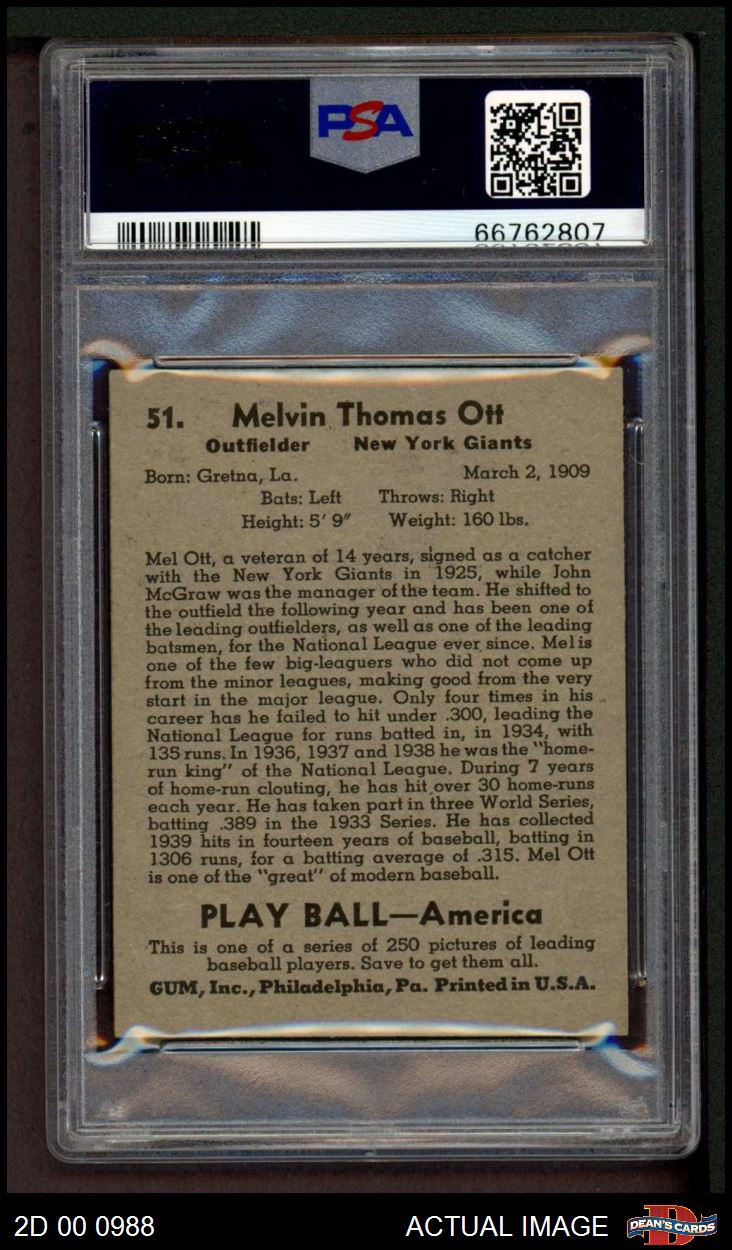 PSA
66762807
51. Melvin Thomas Ott
Outfielder New York Giants
Born: Gretna, La. March 2, 1909
Bats: Left Throws: Right
Height: 5′ 9″ Weight: 160 lbs.
Mel Ott, a veteran of 14 years, signed as a catcher
with the New York Giants in 1925, while John
McGraw was the manager of the team. He shifted to
the outfield the following year and has been one of
the leading outfielders, as well as one of the leading
batsmen, for the National League ever since. Mel is
one of the few big-leaguers who did not come up
from the minor leagues, making good from the very
start in the major league. Only four times in his
career has he failed to hit under .300, leading the
National League for runs batted in, in 1934, with
135 runs. In 1936, 1937 and 1938 he was the "home-
run king" of the National League. During 7 years
of home-run clouting, he has hit over 30 home-runs
each year. He has taken part in three World Series,
batting .389 in the 1933 Series. He has collected
1939 hits in fourteen years of baseball, batting in
1306 runs, for a batting average of .315. Mel Ott
is one of the "great" of modern baseball.
PLAY BALL—America
This is one of a series of 250 pictures of leading
baseball players. Save to get them all.
GUM, Inc., Philadelphia, Pa. Printed in U.S.A.
2D 00 0988 ACTUAL IMAGE DEAN'S CARDS